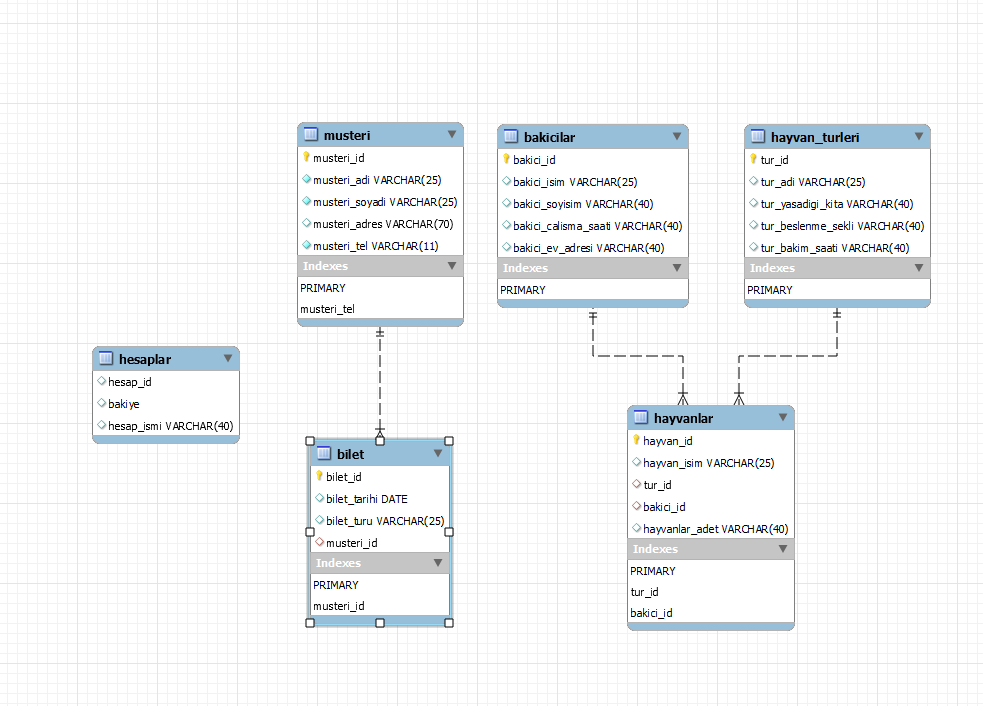 musteri
musteri_id
musteri_adi VARCHAR(25)
musteri_soyadi VARCHAR(25)
musteri_adres VARCHAR(70)
musteri_tel VARCHAR(11)
Indexes
PRIMARY
musteri_tel
bakicilar
bakici_id
bakici_isim VARCHAR(25)
bakici_soyisim VARCHAR(40)
bakici_calisma_saati VARCHAR(40)
bakici_ev_adresi VARCHAR(40)
Indexes
PRIMARY
hayvan_turleri
tur_id
tur_adi VARCHAR(25)
tur_yasadigi_kita VARCHAR(40)
tur_beslenme_sekli VARCHAR(40)
tur_bakim_saati VARCHAR(40)
Indexes
PRIMARY
hesaplar
hesap_id
bakiye
hesap_ismi VARCHAR(40)
bilet
bilet_id
bilet_tarihi DATE
bilet_turu VARCHAR(25)
musteri_id
Indexes
PRIMARY
musteri_id
hayvanlar
hayvan_id
hayvan_isim VARCHAR(25)
tur_id
bakici_id
hayvanlar_adet VARCHAR(40)
Indexes
PRIMARY
tur_id
bakici_id